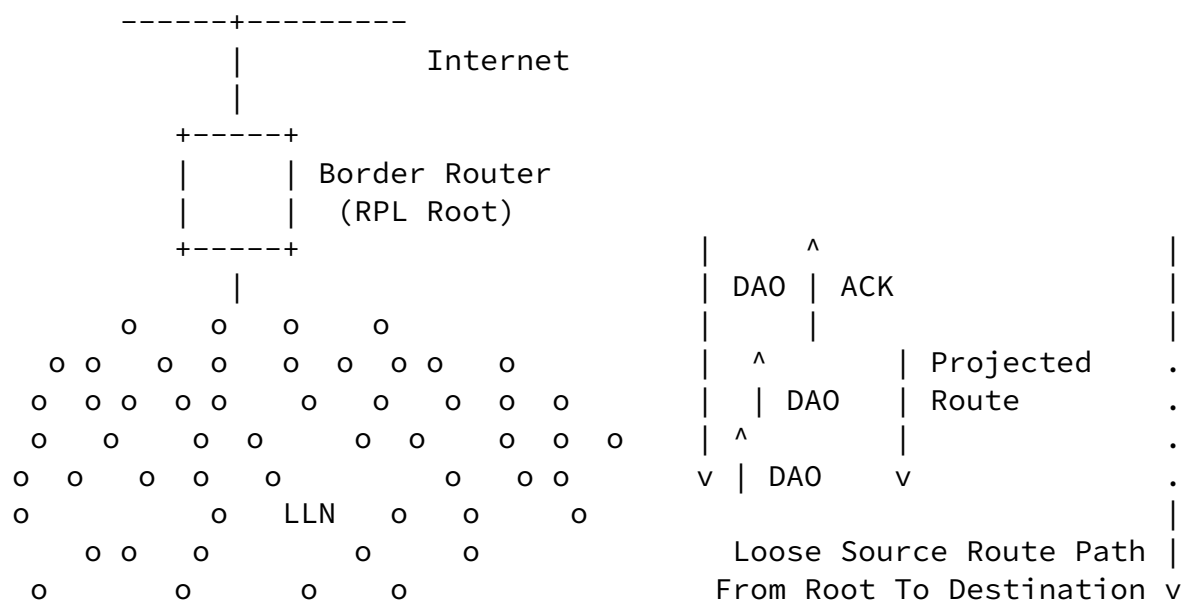 Internet
Border Router
(RPL Root)
DAO ACK
Projected
DAO Route
DAO
LLN
Loose Source Route Path
From Root To Destination